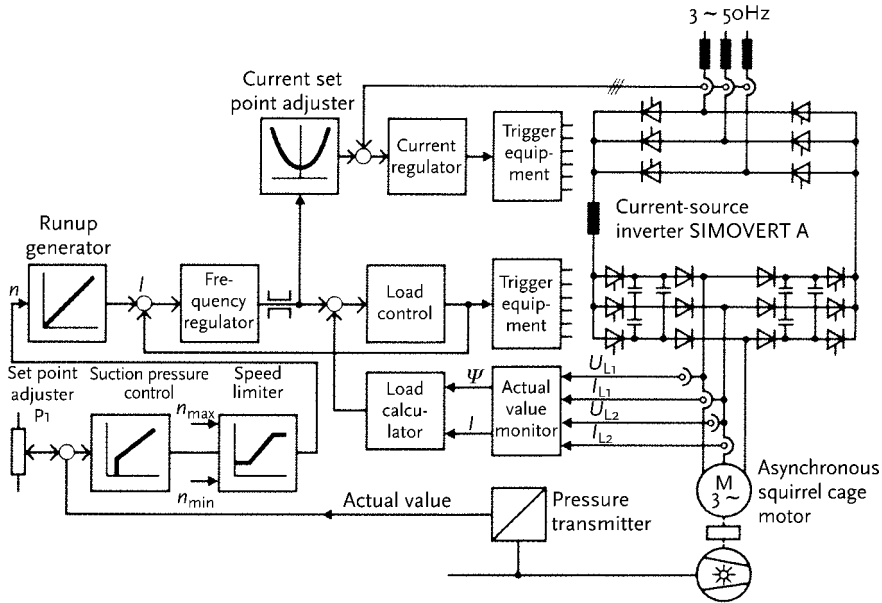 3 ~ 50Hz
Current set
point adjuster
Current
regulator
Trigger
equip-
ment
Current-source
inverter SIMOVERT A
Runup
generator
n
l
Fre-
quency
regulator
Load
control
Trigger
equip-
ment
Set point
adjuster
P1
Suction pressure
control
Speed
limiter
nmax
nmin
Load
calcu-
lator
Ψ
I
Actual
value
monitor
UL1
IL1
UL2
IL2
M
3~
Asynchronous
squirrel cage
motor
Actual value
Pressure
transmitter